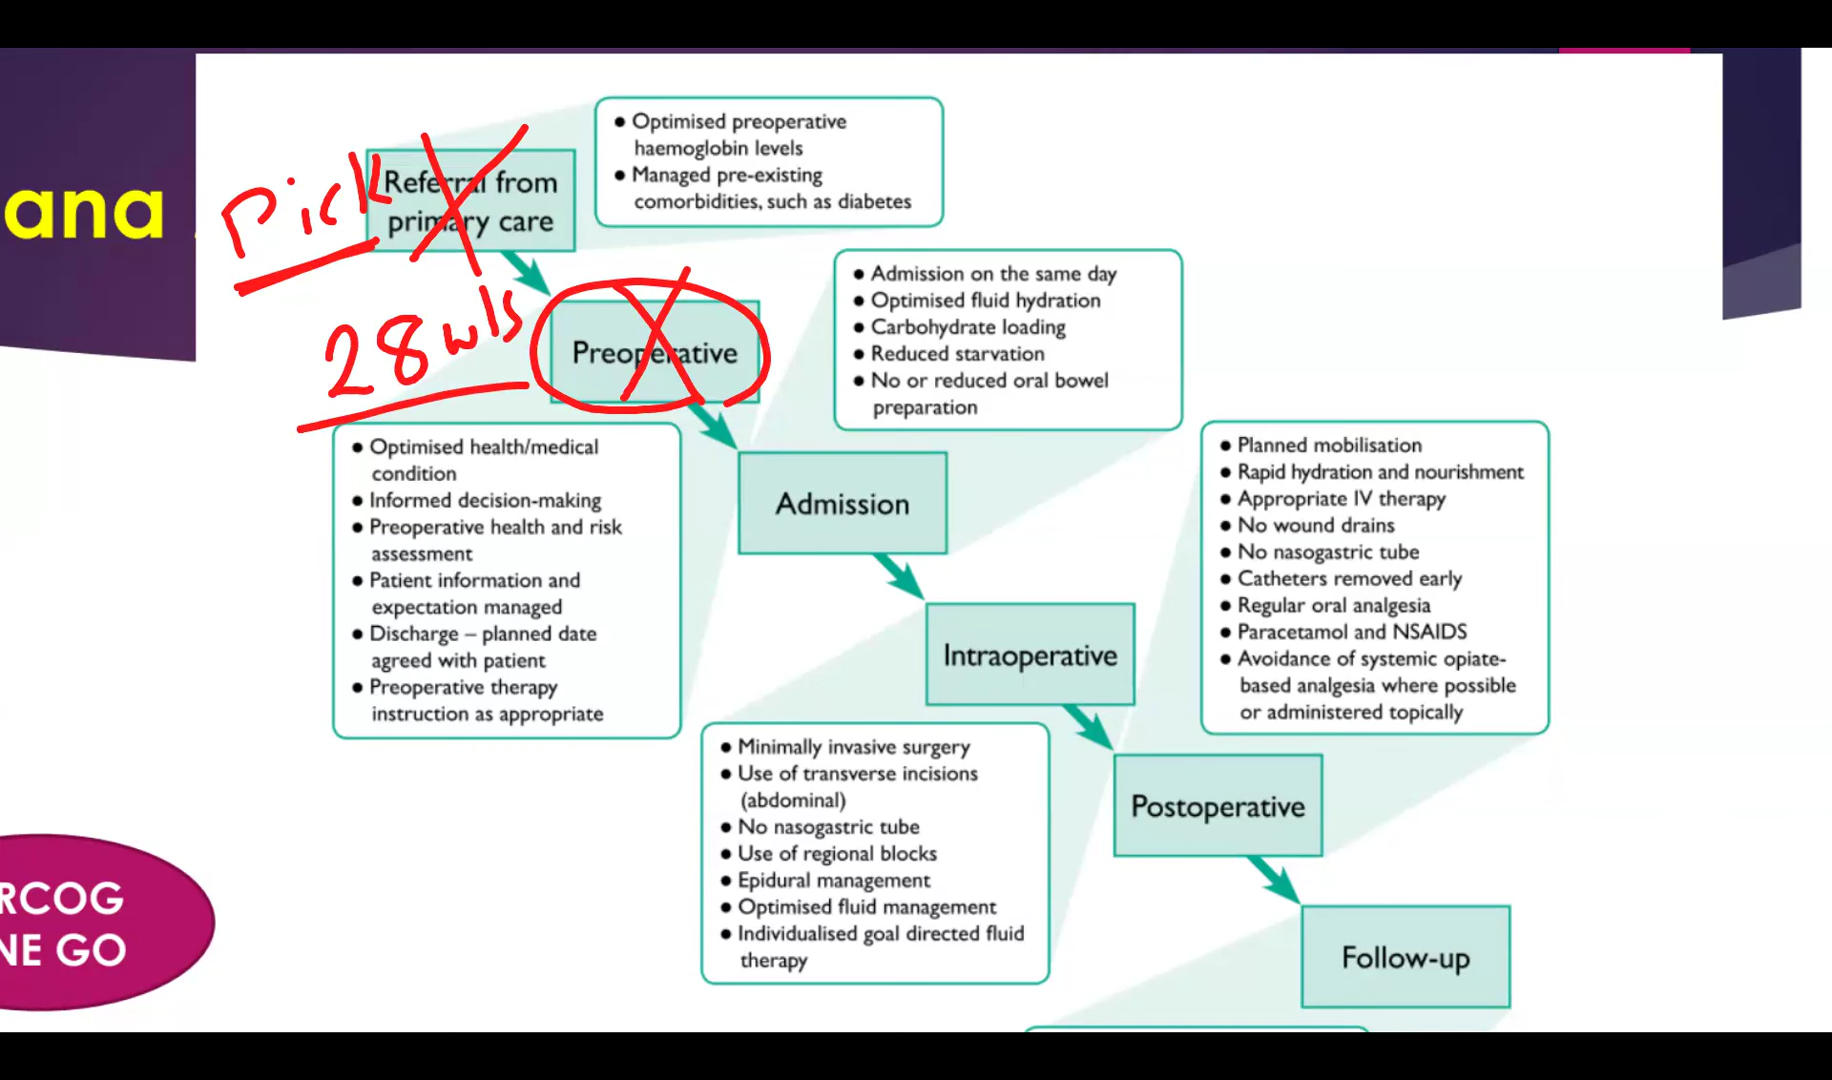 ana
Pick
28 wks
Referral from
primary care
● Optimised preoperative
haemoglobin levels
● Managed pre-existing
comorbidities, such as diabetes
Preoperative
● Optimised health/medical
condition
● Informed decision-making
● Preoperative health and risk
assessment
● Patient information and
expectation managed
● Discharge – planned date
agreed with patient
● Preoperative therapy
instruction as appropriate
Admission
● Admission on the same day
● Optimised fluid hydration
● Carbohydrate loading
● Reduced starvation
● No or reduced oral bowel
preparation
Intraoperative
● Minimally invasive surgery
● Use of transverse incisions
(abdominal)
● No nasogastric tube
● Use of regional blocks
● Epidural management
● Optimised fluid management
● Individualised goal directed fluid
therapy
Postoperative
● Planned mobilisation
● Rapid hydration and nourishment
● Appropriate IV therapy
● No wound drains
● No nasogastric tube
● Catheters removed early
● Regular oral analgesia
● Paracetamol and NSAIDS
● Avoidance of systemic opiate-
based analgesia where possible
or administered topically
Follow-up
RCOG
NE GO